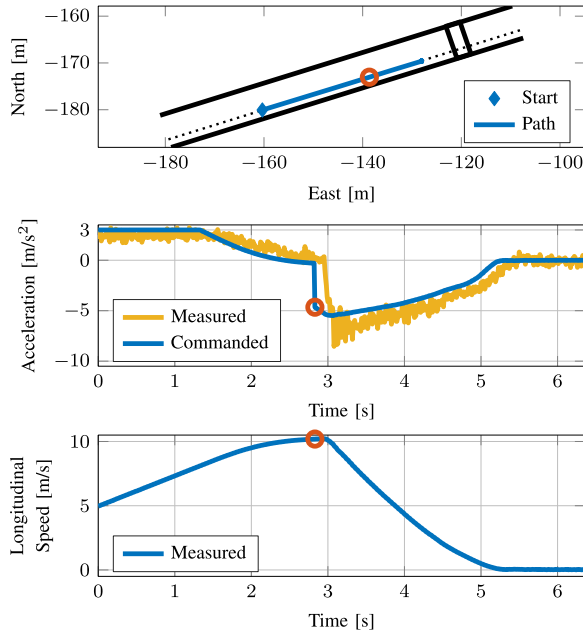 −160
−170
−180
North [m]
Start
Path
−180 −160 −140 −120 −100
East [m]
3
0
−5
−10
Acceleration [m/s²]
Measured
Commanded
0 1 2 3 4 5 6
Time [s]
10
5
0
Longitudinal
Speed [m/s]
Measured
0 1 2 3 4 5 6
Time [s]